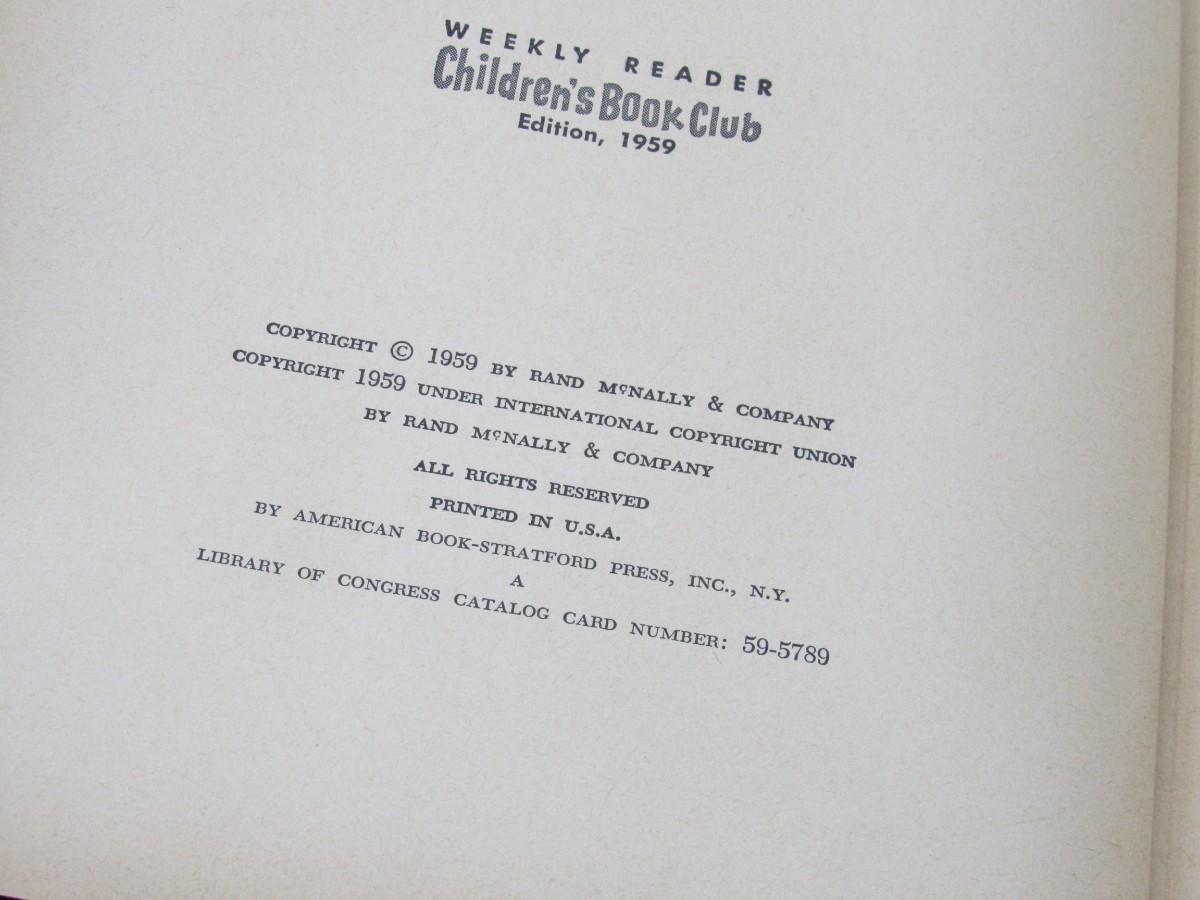 WEEKLY READER
Children's Book Club
Edition, 1959
COPYRIGHT © 1959 BY RAND McNALLY & COMPANY
COPYRIGHT 1959 UNDER INTERNATIONAL COPYRIGHT UNION
BY RAND McNALLY & COMPANY
ALL RIGHTS RESERVED
PRINTED IN U.S.A.
BY AMERICAN BOOK-STRATFORD PRESS, INC., N.Y.
A
LIBRARY OF CONGRESS CATALOG CARD NUMBER: 59-5789